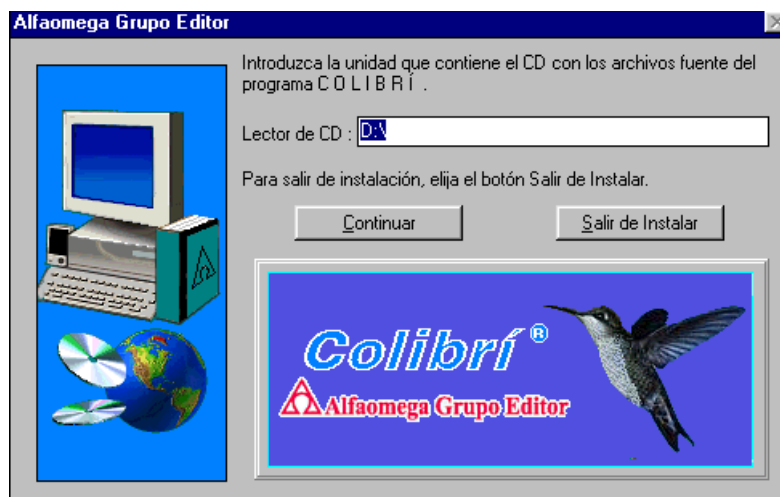 Alfaomega Grupo Editor
Introduzca la unidad que contiene el CD con los archivos fuente del
programa C O L I B R Í .
Lector de CD : D:\
Para salir de instalación, elija el botón Salir de Instalar.
Continuar
Salir de Instalar
Colibrí ®
Alfaomega Grupo Editor